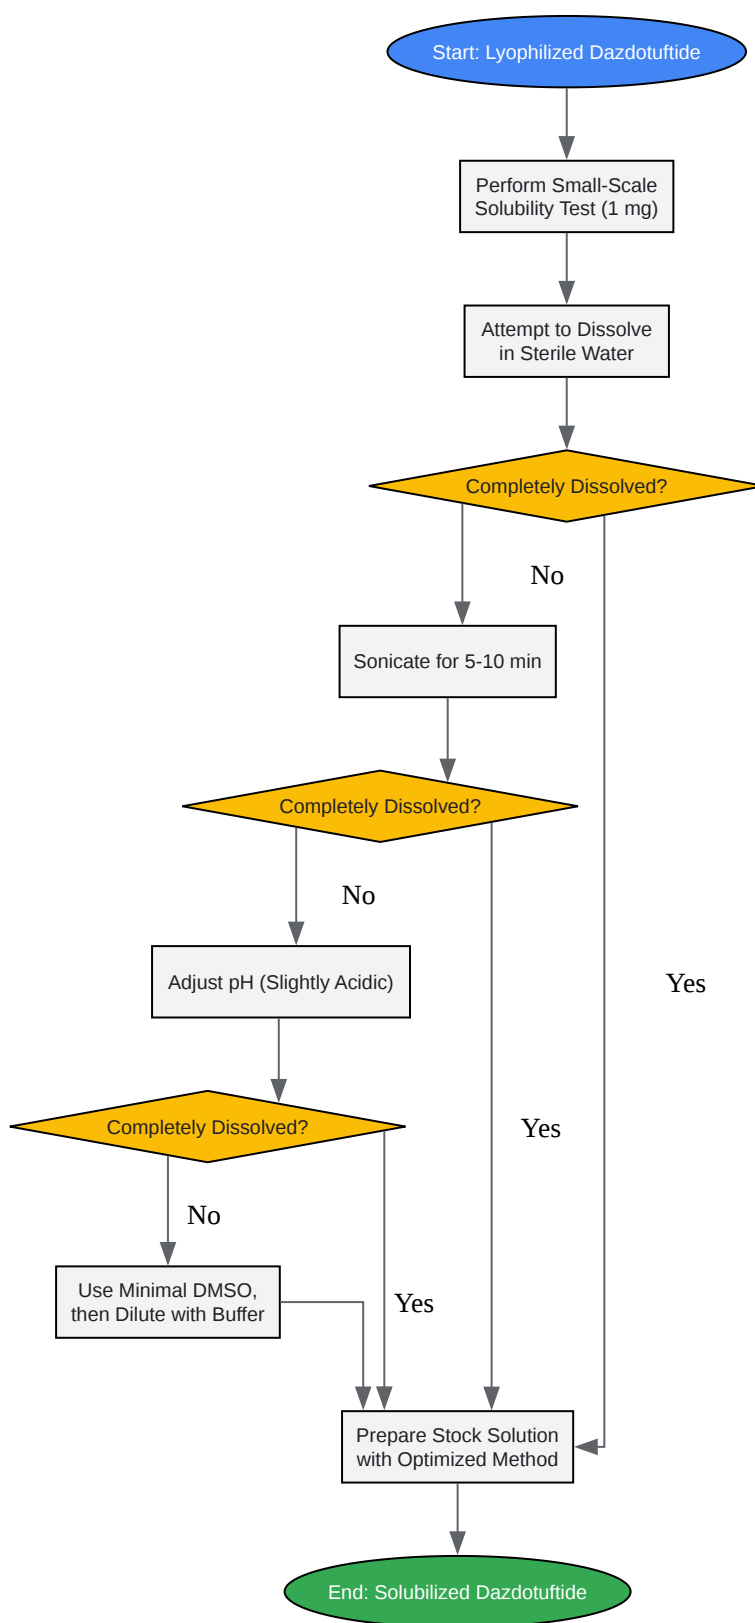 Start: Lyophilized Dazdotuftide
Perform Small-Scale
Solubility Test (1 mg)
Attempt to Dissolve
in Sterile Water
Completely Dissolved?
No
Sonicate for 5-10 min
Completely Dissolved?
No
Adjust pH (Slightly Acidic)
Yes
Completely Dissolved?
Yes
No
Use Minimal DMSO,
then Dilute with Buffer
Yes
Prepare Stock Solution
with Optimized Method
End: Solubilized Dazdotuftide